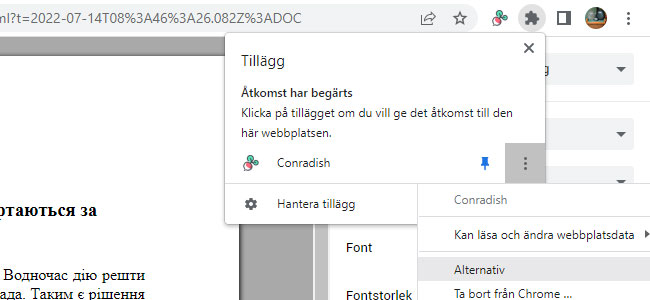 ml?t=2022-07-14T08%3A46%3A26.082Z%3ADOC
Tillägg
Åtkomst har begärts
Klicka på tillägget om du vill ge det åtkomst till den
här webbplatsen.
Conradish
Hantera tillägg
Conradish
Kan läsa och ändra webbplatsdata
Alternativ
Ta bort från Chrome ...
Font
Fontstorlek
ртаються за
Водночас дію решти
ада. Таким є рішення